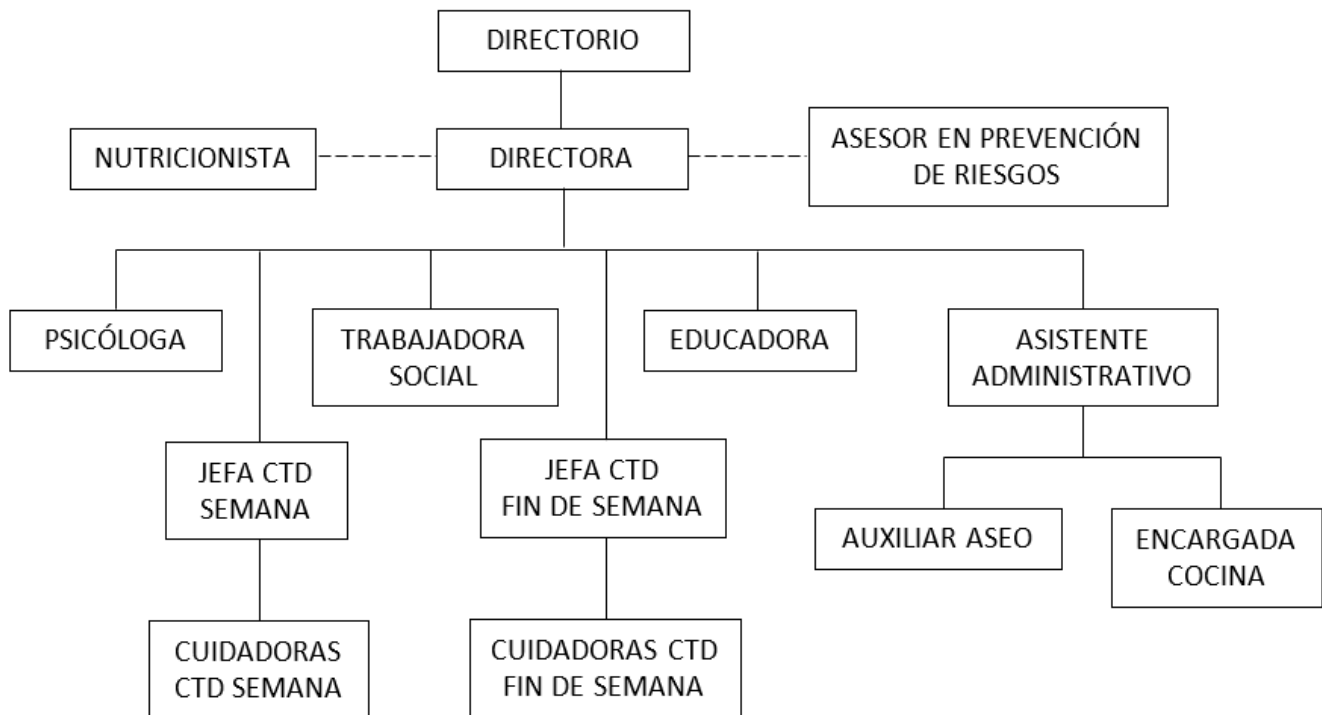 DIRECTORIO
NUTRICIONISTA
DIRECTORA
ASESOR EN PREVENCIÓN
DE RIESGOS
PSICÓLOGA
TRABAJADORA
SOCIAL
EDUCADORA
ASISTENTE
ADMINISTRATIVO
JEFA CTD
SEMANA
JEFA CTD
FIN DE SEMANA
AUXILIAR ASEO
ENCARGADA
COCINA
CUIDADORAS
CTD SEMANA
CUIDADORAS CTD
FIN DE SEMANA